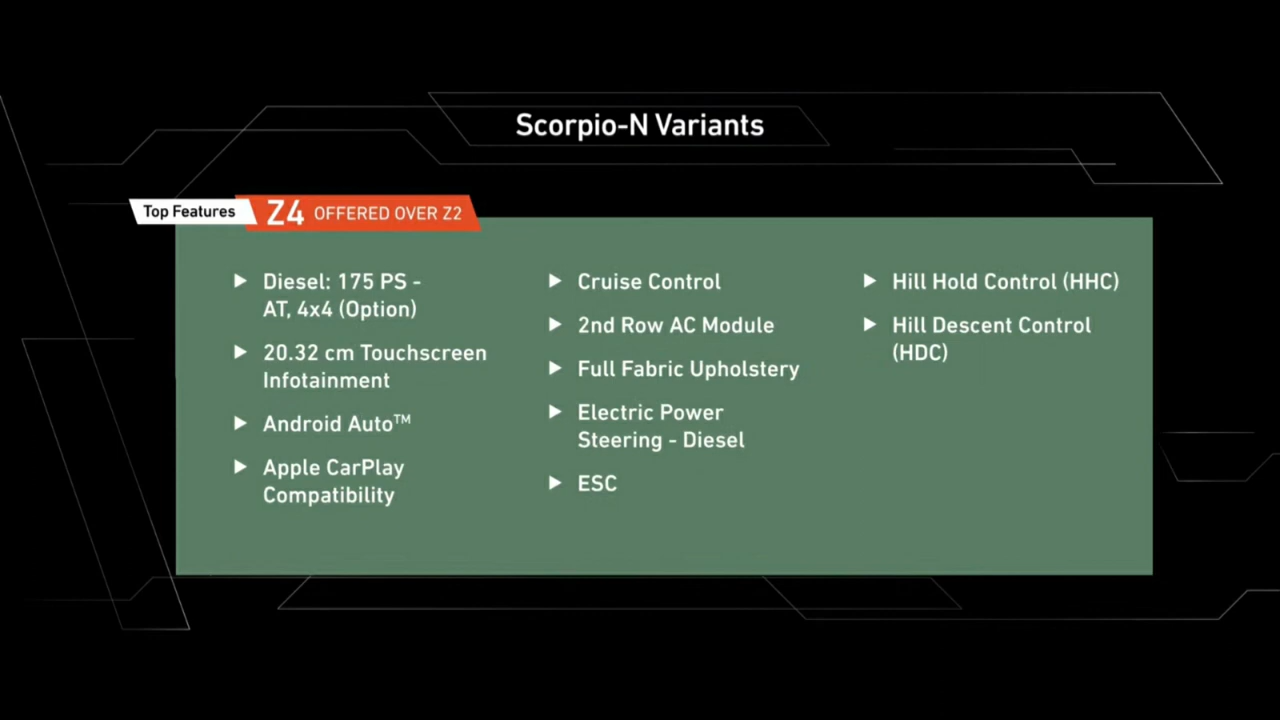 Scorpio-N Variants
Top Features
Z4 OFFERED OVER Z2
Diesel: 175 PS -
AT, 4x4 (Option)
20.32 cm Touchscreen
Infotainment
Android Auto™
Apple CarPlay
Compatibility
Cruise Control
2nd Row AC Module
Full Fabric Upholstery
Electric Power
Steering - Diesel
ESC
Hill Hold Control (HHC)
Hill Descent Control
(HDC)